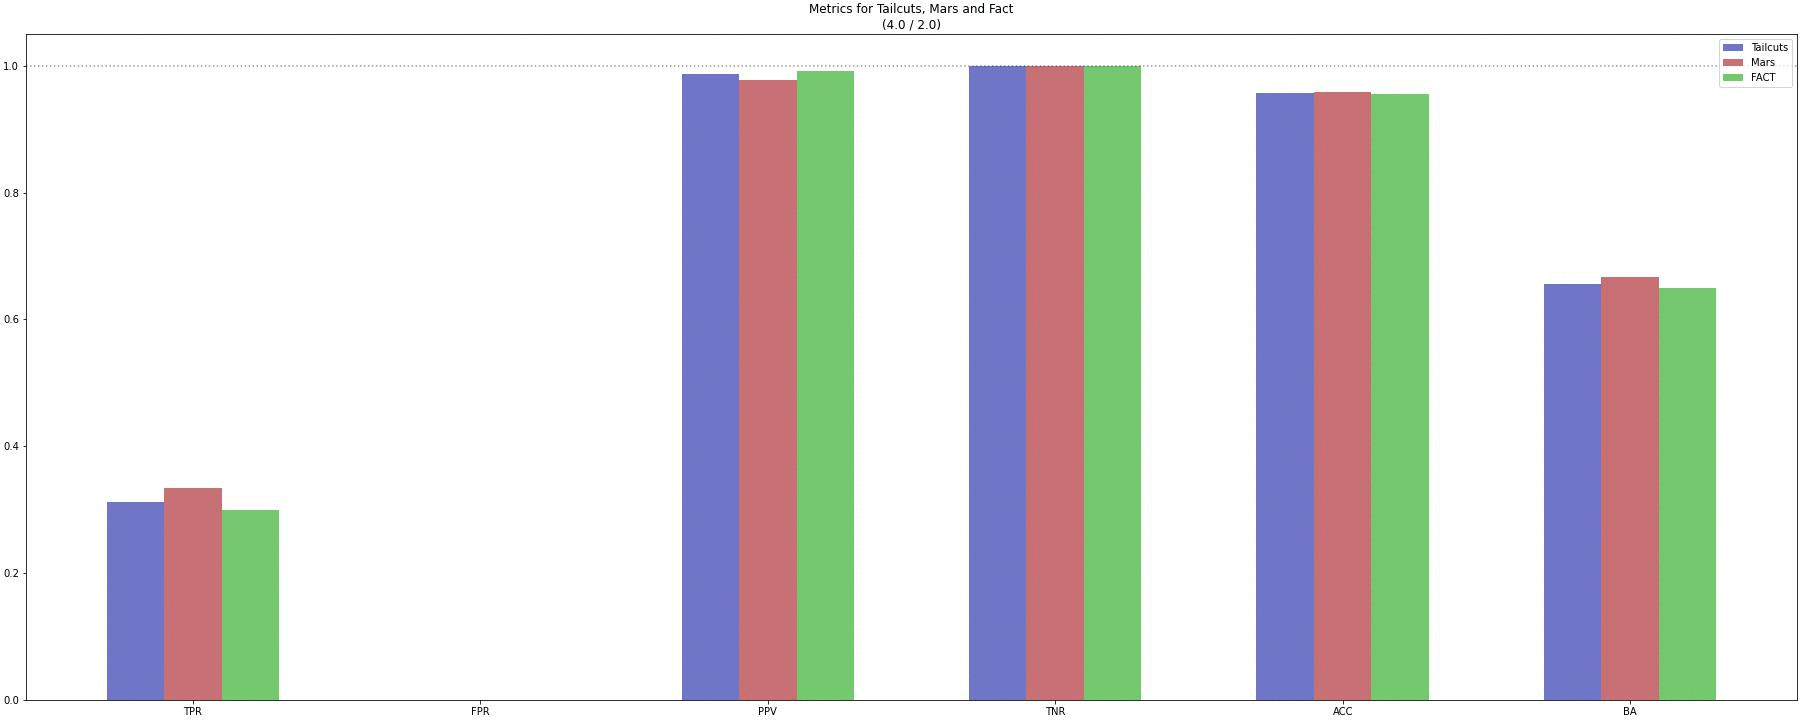 Metrics for Tailcuts, Mars and Fact
(4.0 / 2.0)
Tailcuts
Mars
FACT
1.0
0.8
0.6
0.4
0.2
0.0
TPR
FPR
PPV
TNR
ACC
BA